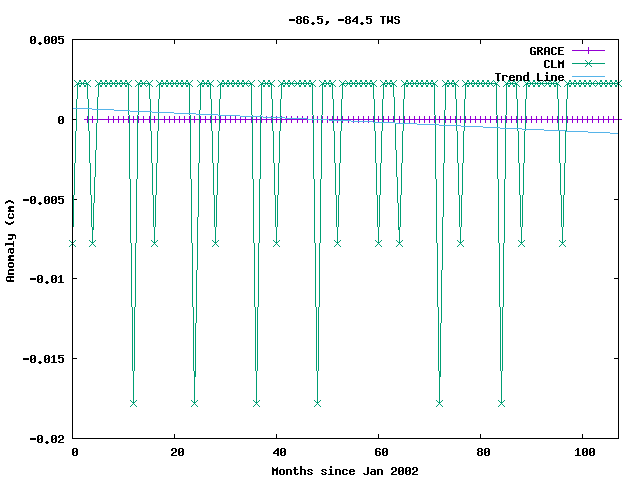 -86.5, -84.5 TWS
0.005
GRACE
CLM
Trend Line
0
-0.005
-0.01
-0.015
-0.02
Anomaly (cm)
0 20 40 60 80 100
Months since Jan 2002